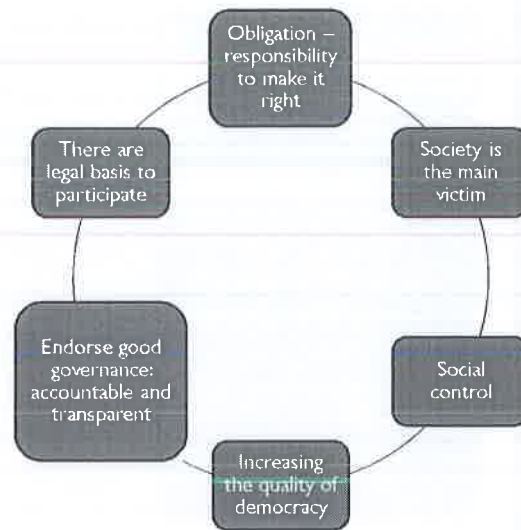 Obligation –
responsibility
to make it
right
Society is
the main
victim
Social
control
Increasing
the quality of
democracy
Endorse good
governance:
accountable and
transparent
There are
legal basis to
participate